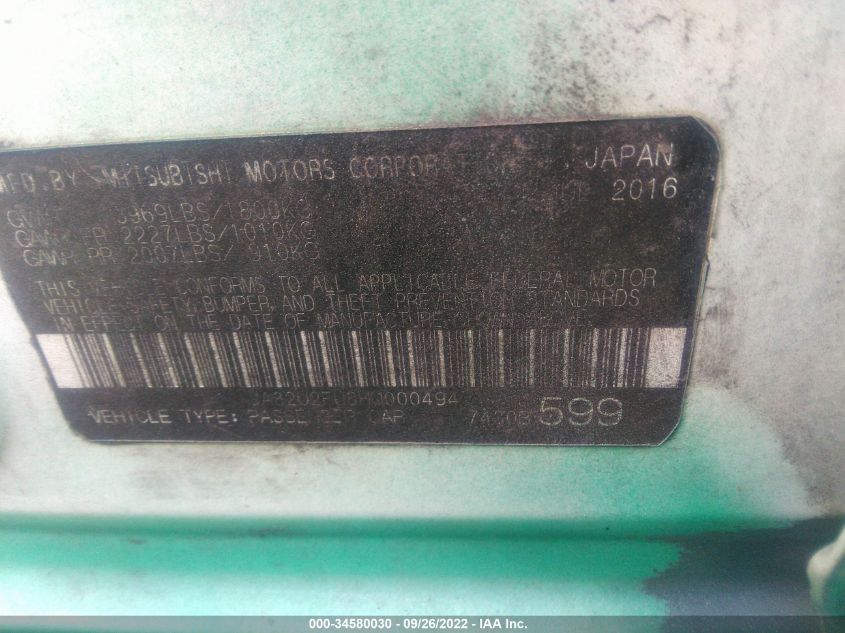 MFD. BY MITSUBISHI MOTORS CORPORATION, JAPAN
2016
3969LBS/1800KG
GAWR FR 2227LBS/1010KG
GAWR RR 2007LBS/ 910KG
THIS VEHICLE CONFORMS TO ALL APPLICABLE FEDERAL MOTOR
VEHICLE SAFETY, BUMPER, AND THEFT PREVENTION STANDARDS
IN EFFECT ON THE DATE OF MANUFACTURE SHOWN ABOVE.
JA32U2FU8HU000494
VEHICLE TYPE: PASSENGER CAR 599
000-34580030 - 09/26/2022 - IAA Inc.